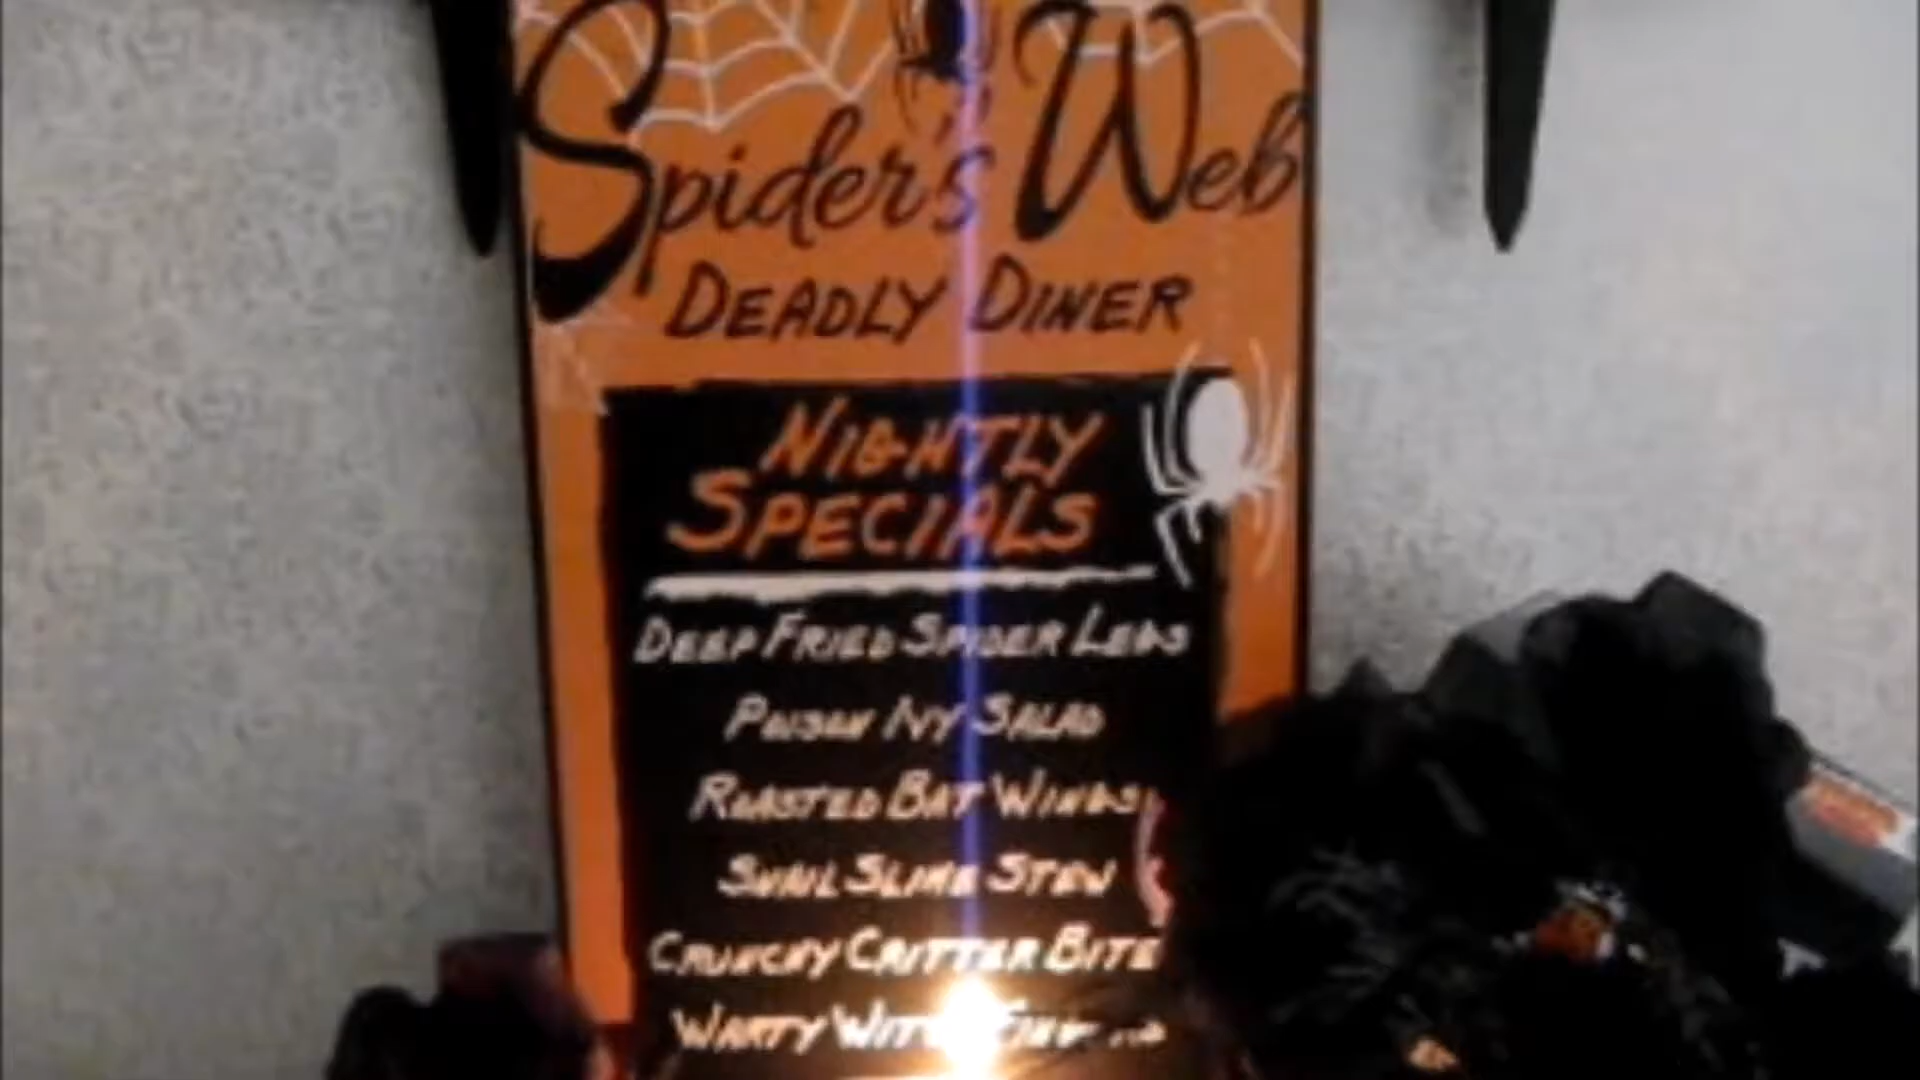 Spider's Web
DEADLY DINER
NIGHTLY
SPECIALS
DEEP FRIED SPIDER LEGS
POISON IVY SALAD
ROASTED BAT WINGS
SNAIL SLIME STEW
CRUNCHY CRITTER BITE
WARTY